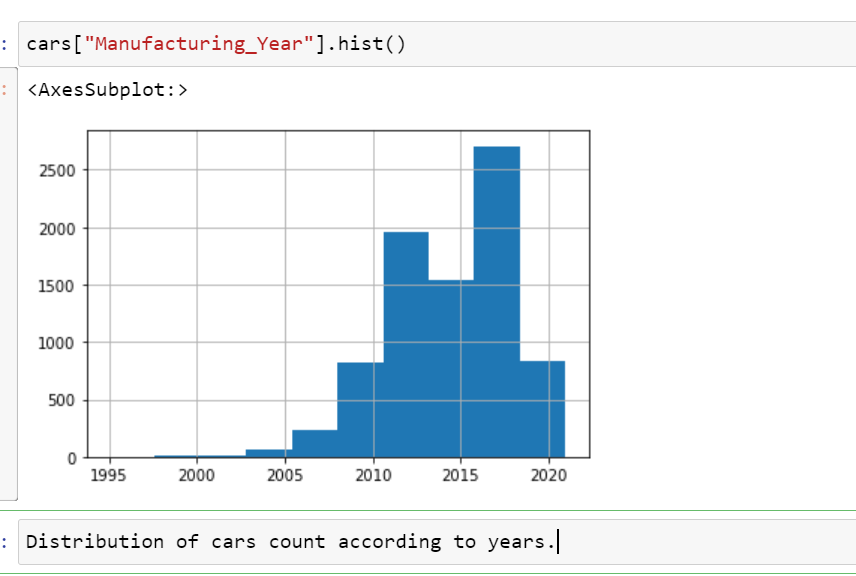 : cars["Manufacturing_Year"].hist()
: <AxesSubplot:>
2500
2000
1500
1000
500
0
1995 2000 2005 2010 2015 2020
: Distribution of cars count according to years.